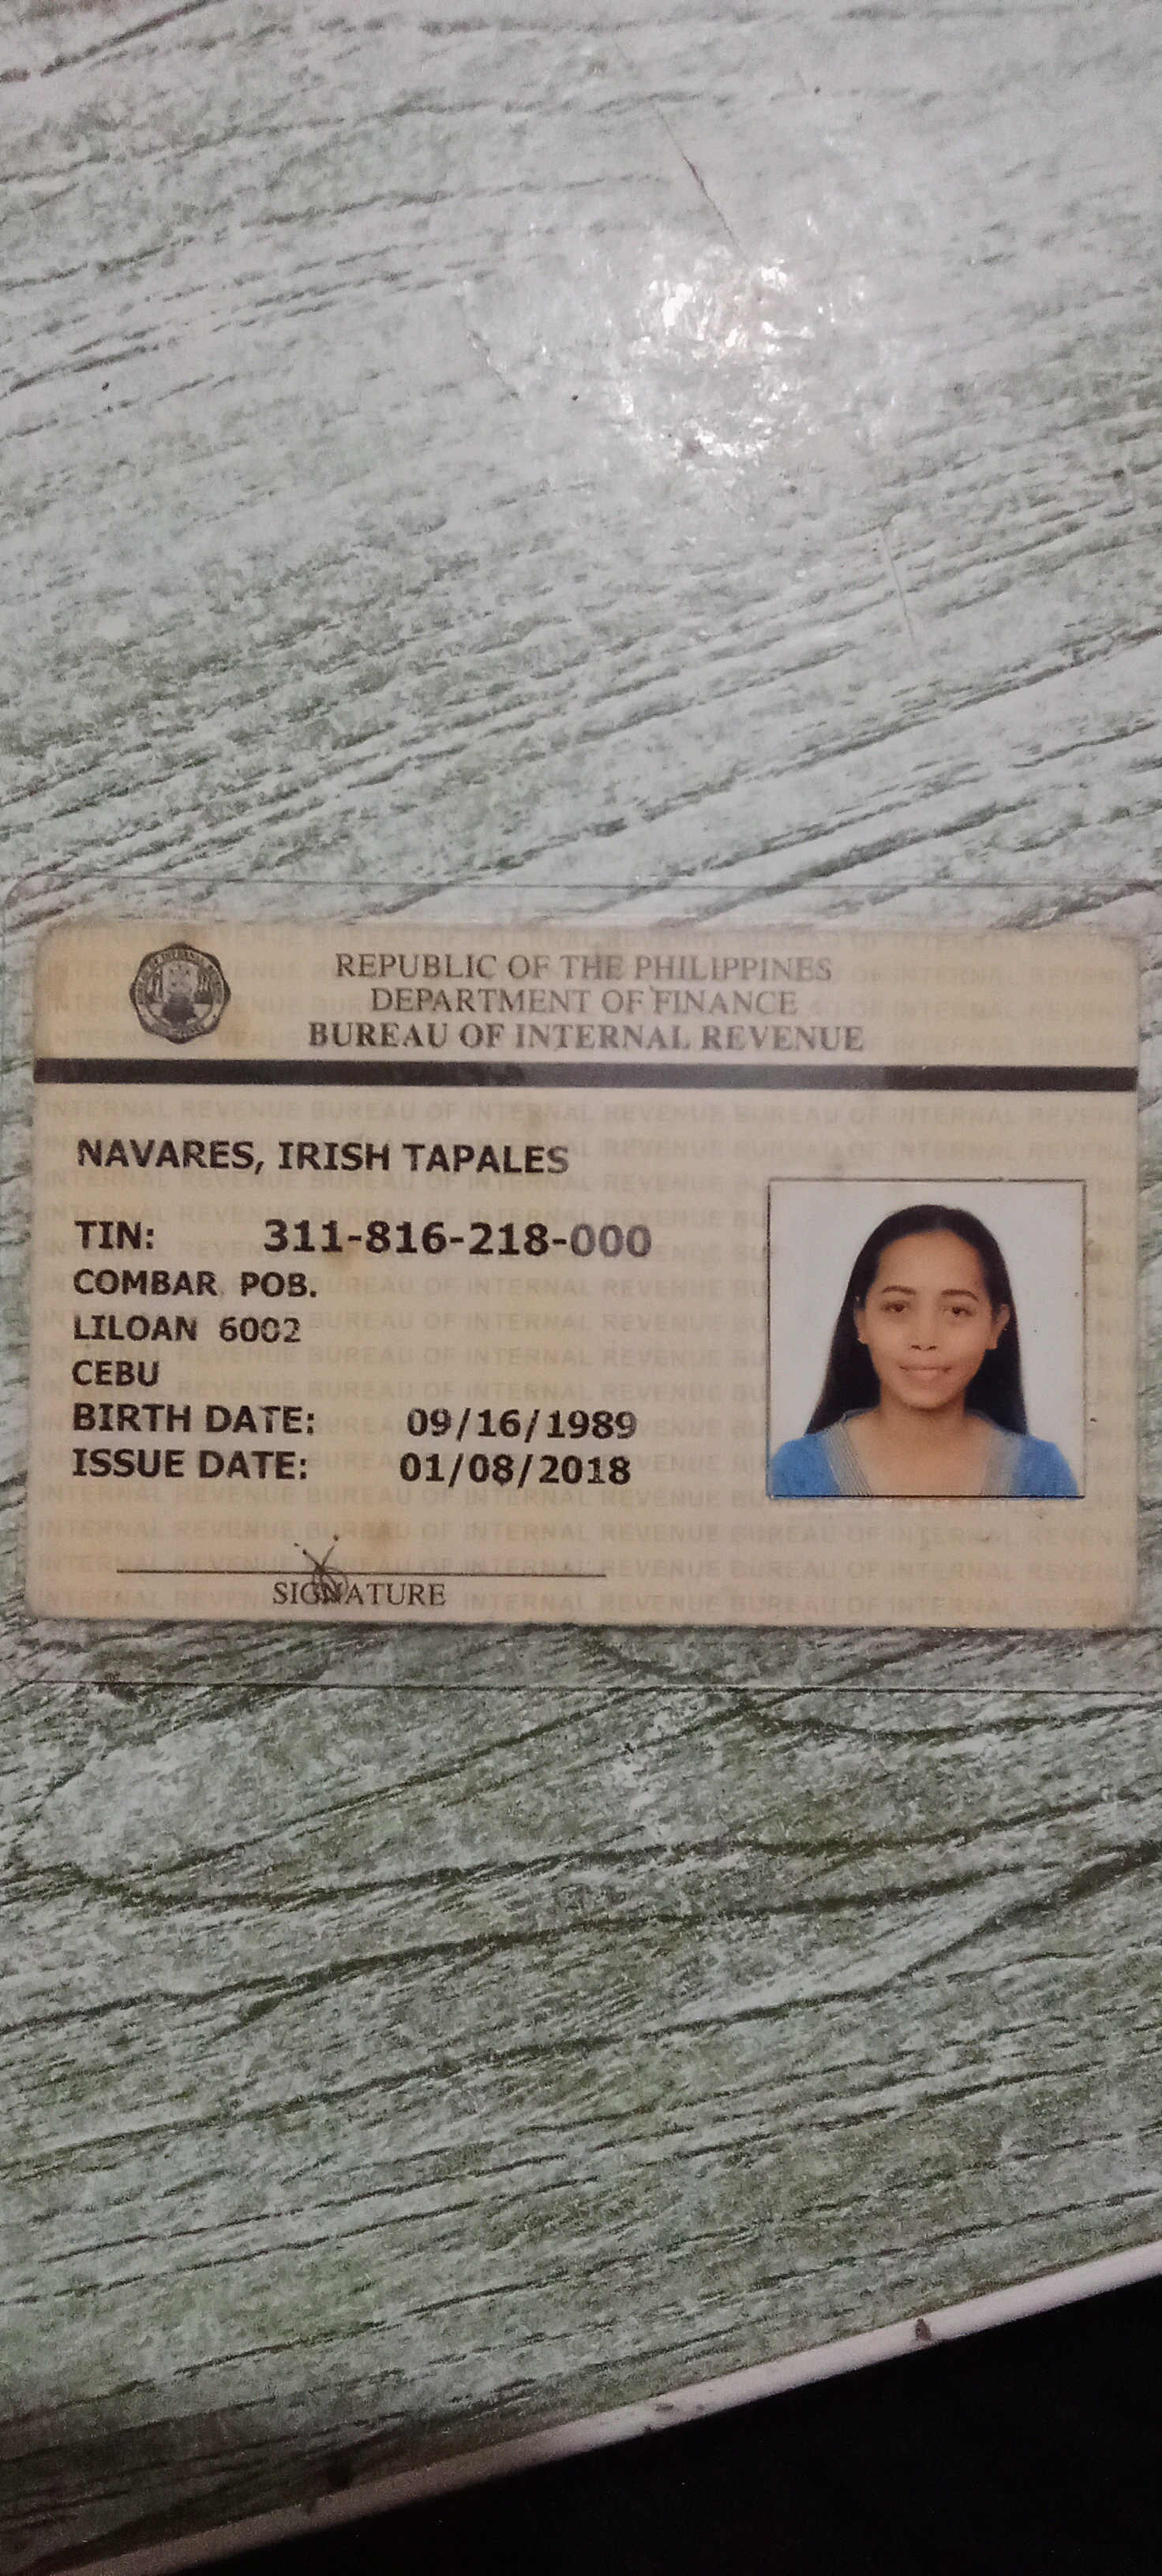 REPUBLIC OF THE PHILIPPINES
DEPARTMENT OF FINANCE
BUREAU OF INTERNAL REVENUE
NAVARES, IRISH TAPALES
TIN: 311-816-218-000
COMBAR POB.
LILOAN 6002
CEBU
BIRTH DATE: 09/16/1989
ISSUE DATE: 01/08/2018
SIGNATURE